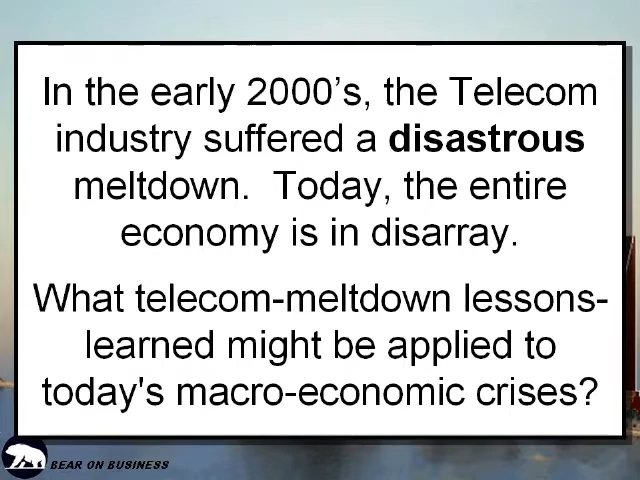 In the early 2000’s, the Telecom
industry suffered a disastrous
meltdown.  Today, the entire
economy is in disarray.
What telecom-meltdown lessons-
learned might be applied to
today's macro-economic crises?
BEAR ON BUSINESS